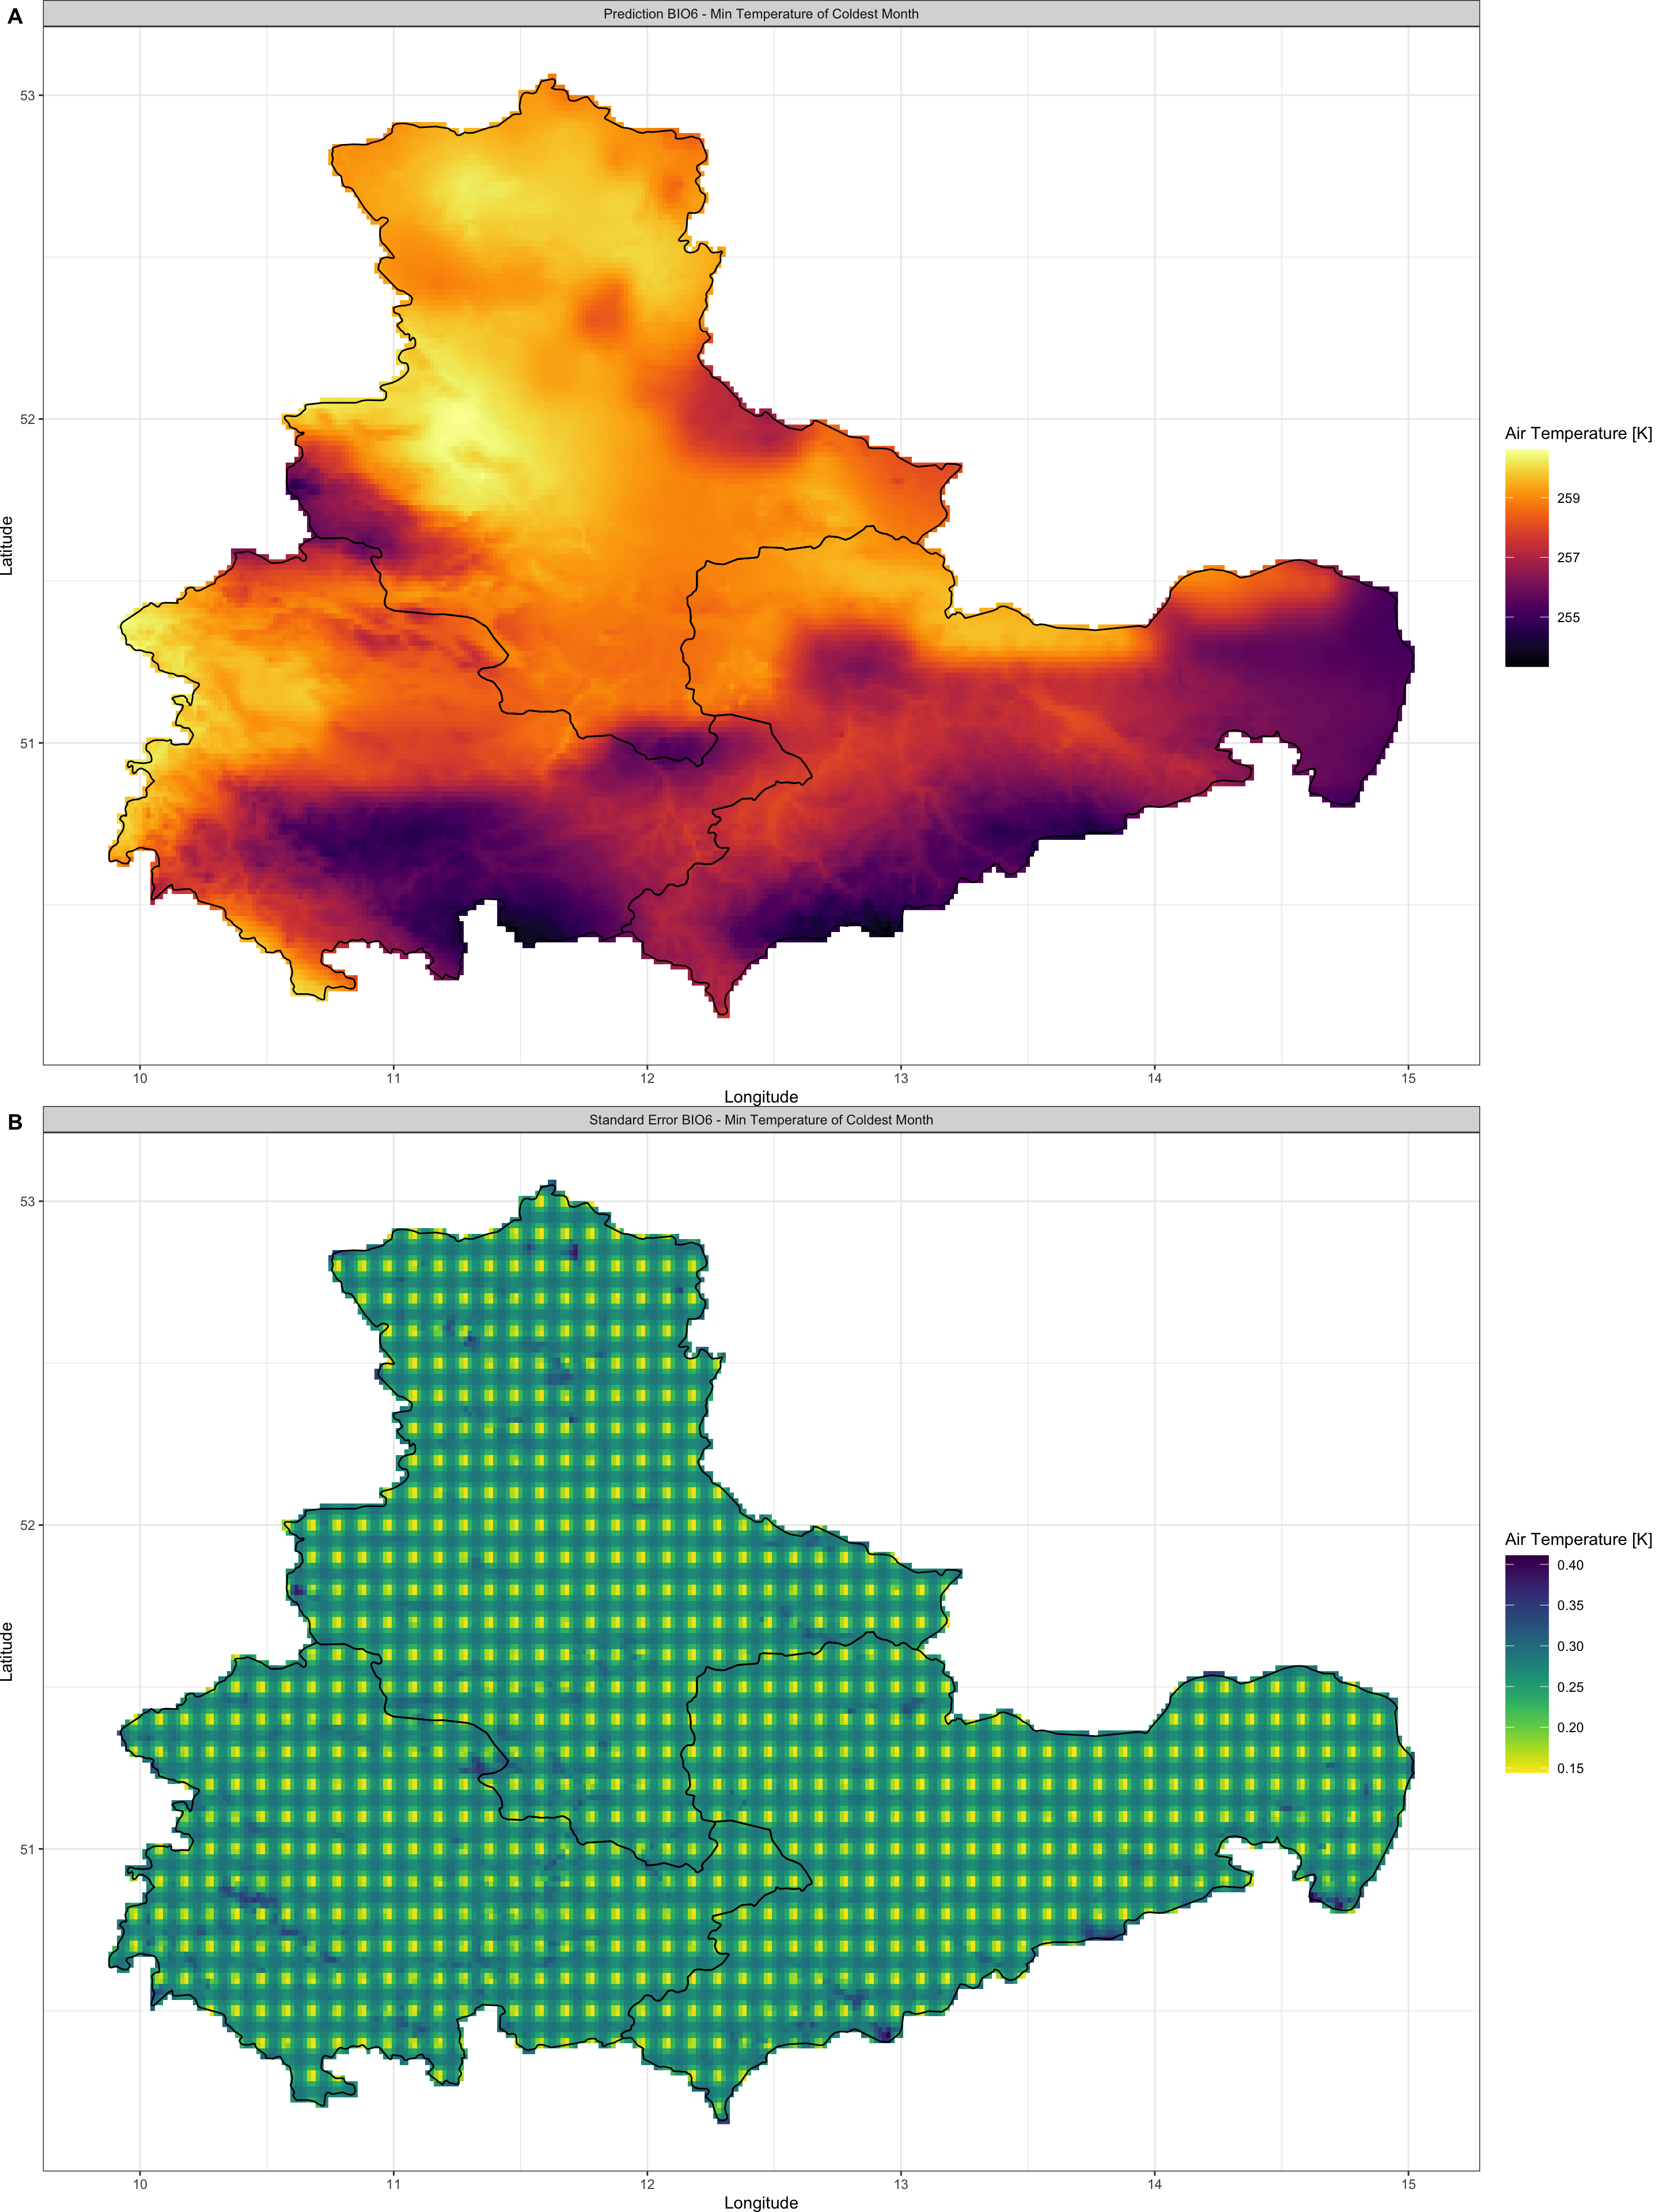 A
Prediction BIO6 - Min Temperature of Coldest Month
53
52
51
Latitude
10 11 12 13 14 15
Longitude
Air Temperature [K]
259
257
255
B
Standard Error BIO6 - Min Temperature of Coldest Month
53
52
51
Latitude
10 11 12 13 14 15
Longitude
Air Temperature [K]
0.40
0.35
0.30
0.25
0.20
0.15